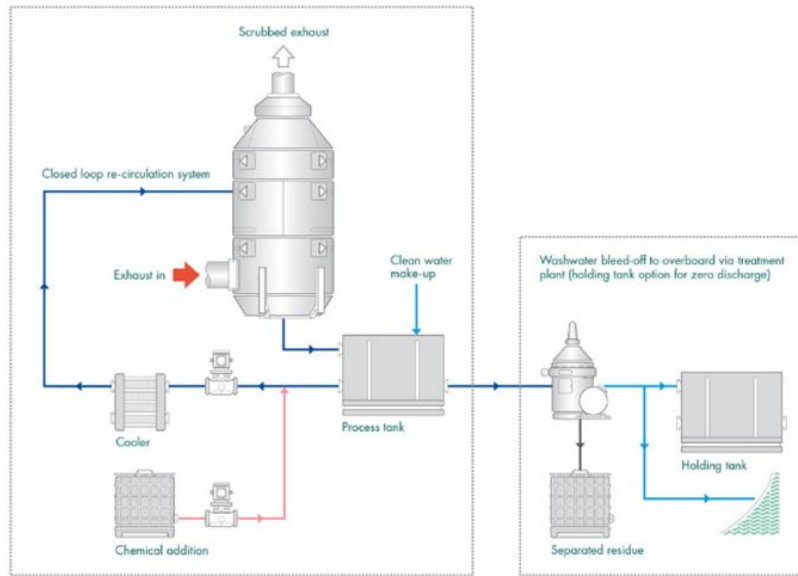 Scrubbed exhaust
Closed loop re-circulation system
Exhaust in
Clean water
make-up
Washwater bleed-off to overboard via treatment
plant (holding tank option for zero discharge)
Cooler
Process tank
Holding tank
Chemical addition
Separated residue